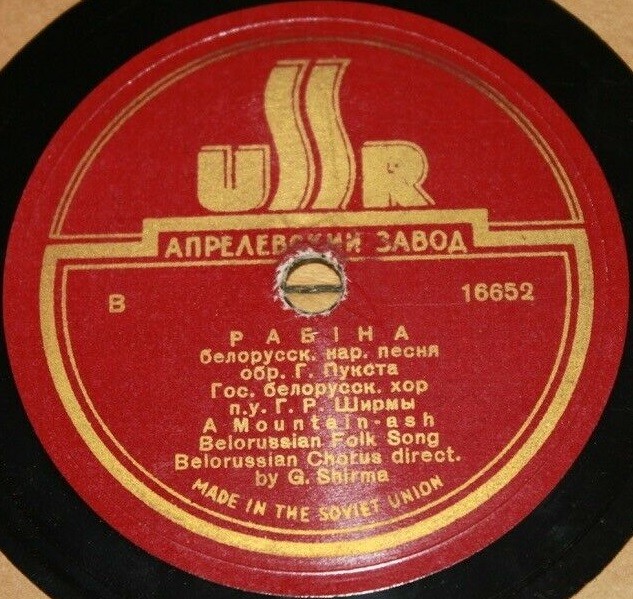 USSR
АПРЕЛЕВСКИЙ ЗАВОД
В 16652
РАБІНА
белорусск. нар. песня
обр. Г. Пукста
Гос. белорусск. хор
п.у. Г. Р. Ширмы
A Mountain-ash
Belorussian Folk Song
Belorussian Chorus direct.
by G. Shirma
MADE IN THE SOVIET UNION